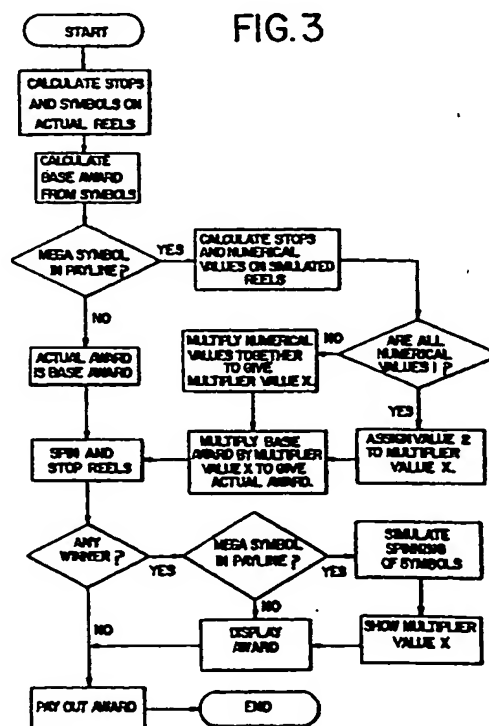 FIG. 3
START
CALCULATE STOPS
AND SYMBOLS ON
ACTUAL REELS
CALCULATE
BASE AWARD
FROM SYMBOLS
MEGA SYMBOL
IN PAYLINE?
YES
CALCULATE STOPS
AND NUMERICAL
VALUES ON SIMULATED
REELS
NO
ARE ALL
NUMERICAL
VALUES 1?
NO
MULTIPLY NUMERICAL
VALUES TOGETHER
TO GIVE
MULTIPLIER VALUE X.
ACTUAL AWARD
IS BASE AWARD
YES
ASSIGN VALUE 2
TO MULTIPLIER
VALUE X.
MULTIPLY BASE
AWARD BY MULTIPLIER
VALUE X TO GIVE
ACTUAL AWARD.
SPIN AND
STOP REELS
ANY
WINNER?
YES
MEGA SYMBOL
IN PAYLINE?
YES
SIMULATE
SPINNING
OF SYMBOLS
NO
NO
DISPLAY
AWARD
SHOW MULTIPLIER
VALUE X
PAY OUT AWARD
END